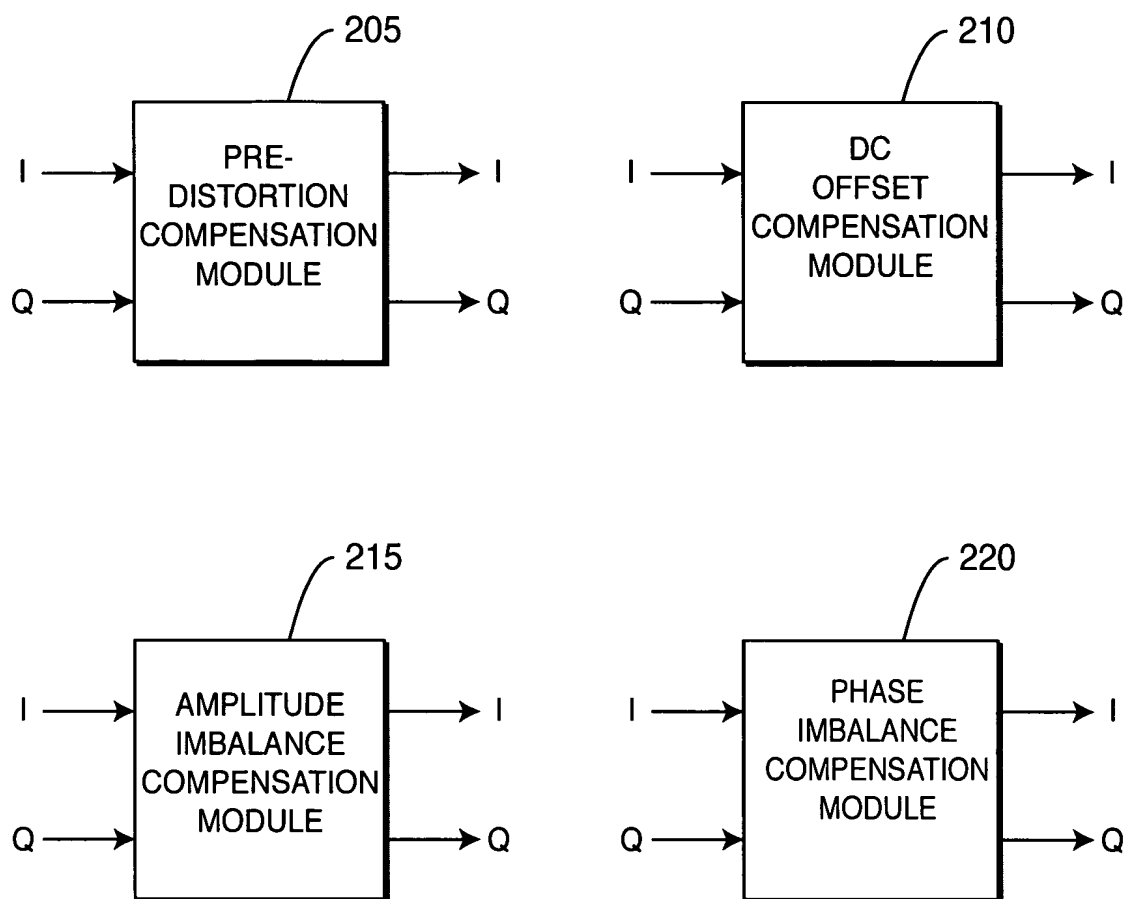 205
I
PRE-
DISTORTION
COMPENSATION
MODULE
I
Q
Q
210
I
DC
OFFSET
COMPENSATION
MODULE
I
Q
Q
215
I
AMPLITUDE
IMBALANCE
COMPENSATION
MODULE
I
Q
Q
220
I
PHASE
IMBALANCE
COMPENSATION
MODULE
I
Q
Q